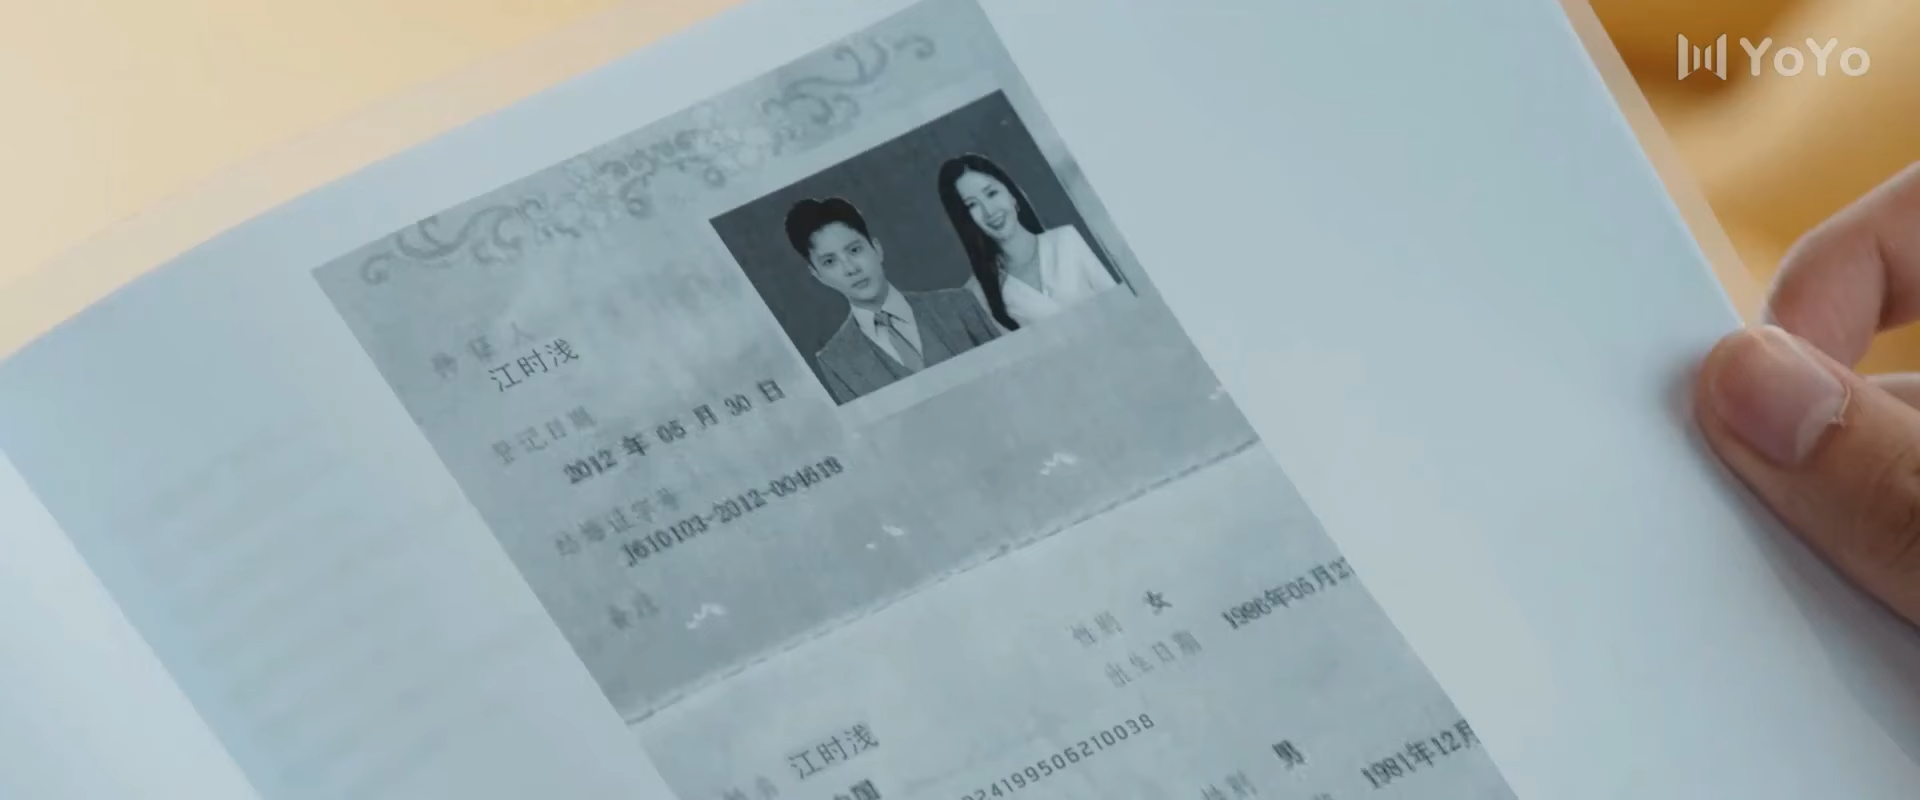 YoYo
持证人
江时浅
登记日期
2012 年 05 月 30 日
结婚证字号
J610103-2012-004618
备注
性别 女
出生日期 1986年05月2
江时浅
中国
24199506210038
性别 男
1981年12月